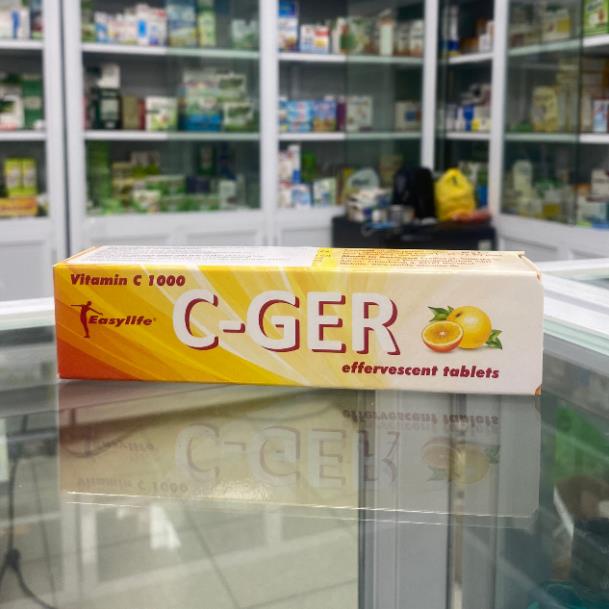 Vitamin C 1000
Easylife®
C-GER
effervescent tablets